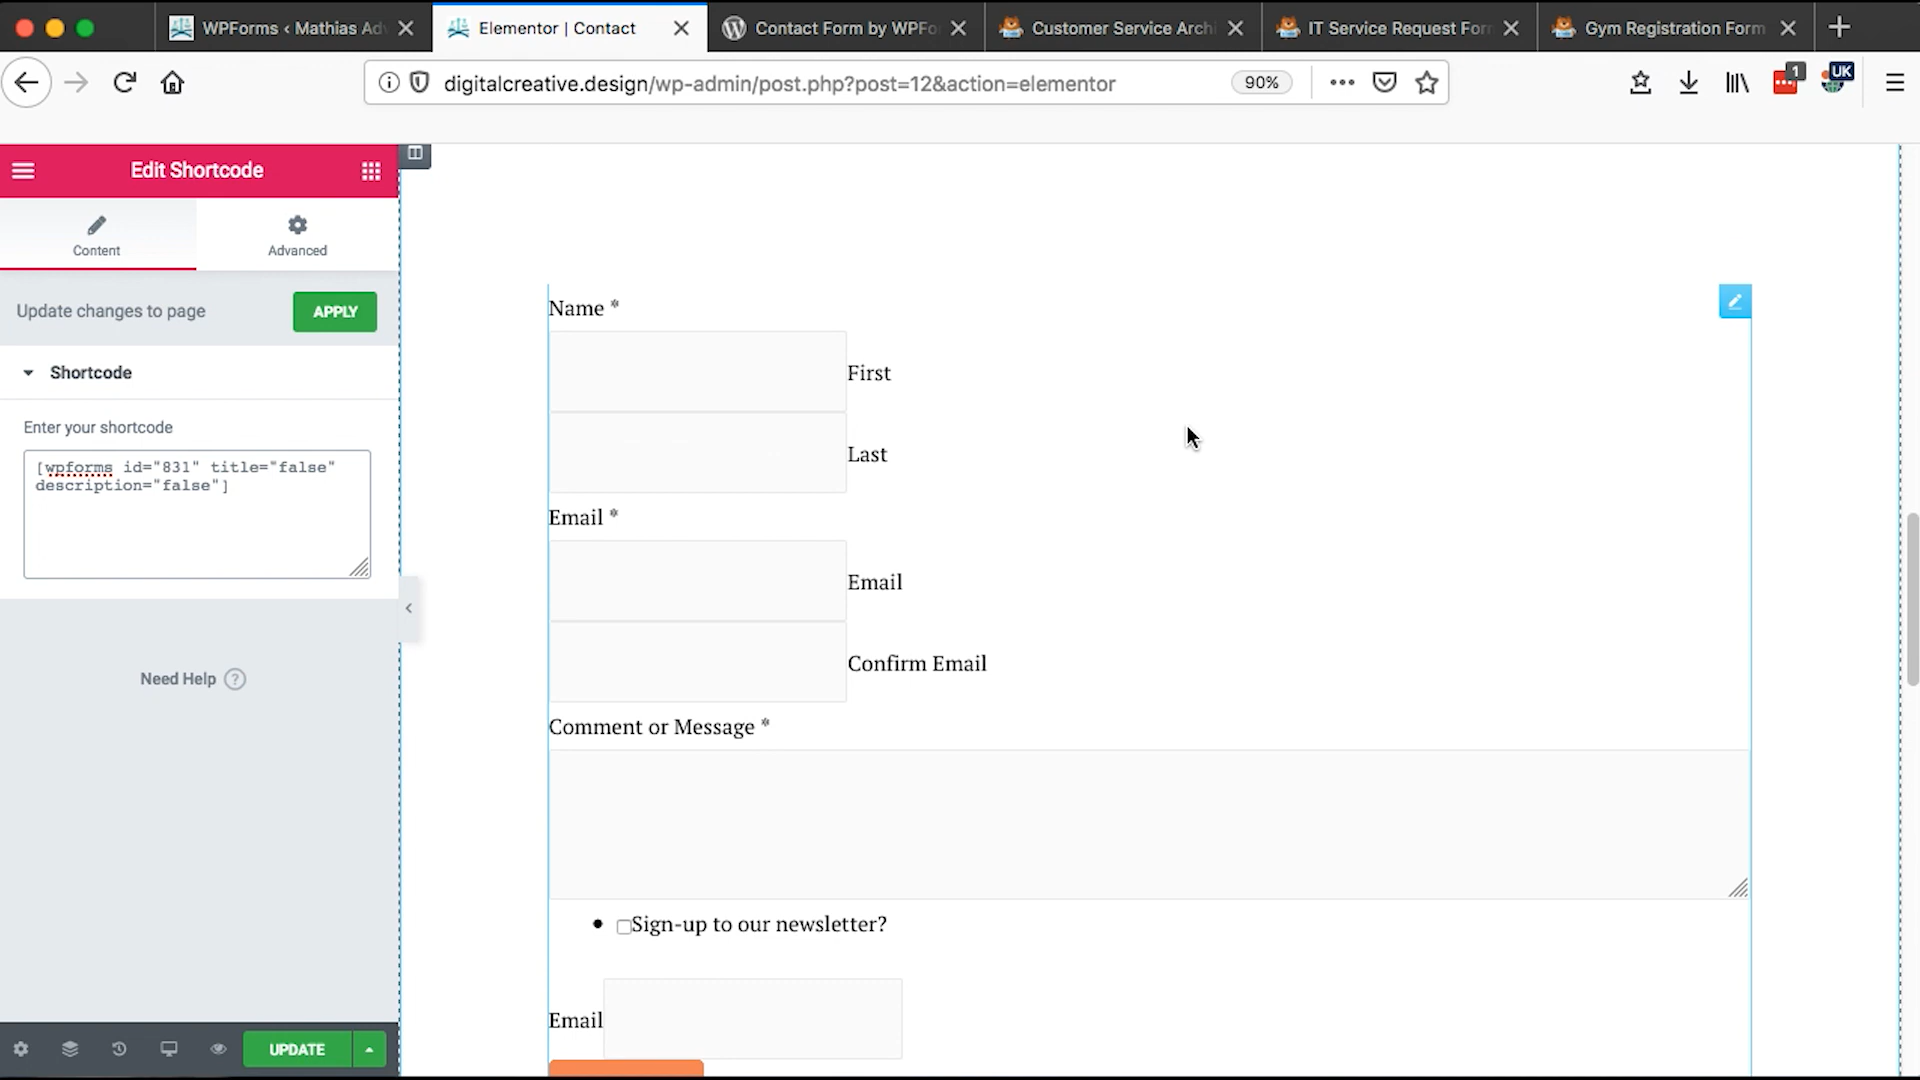 WPForms ‹ Mathias Ad
Elementor | Contact
Contact Form by WPFo
Customer Service Archi
IT Service Request Form
Gym Registration Form
digitalcreative.design/wp-admin/post.php?post=12&action=elementor
90%
1
UK
Edit Shortcode
Content
Advanced
Update changes to page
APPLY
Shortcode
Enter your shortcode
[wpforms id="831" title="false"
description="false"]
Need Help ?
UPDATE
Name *
First
Last
Email *
Email
Confirm Email
Comment or Message *
Sign-up to our newsletter?
Email